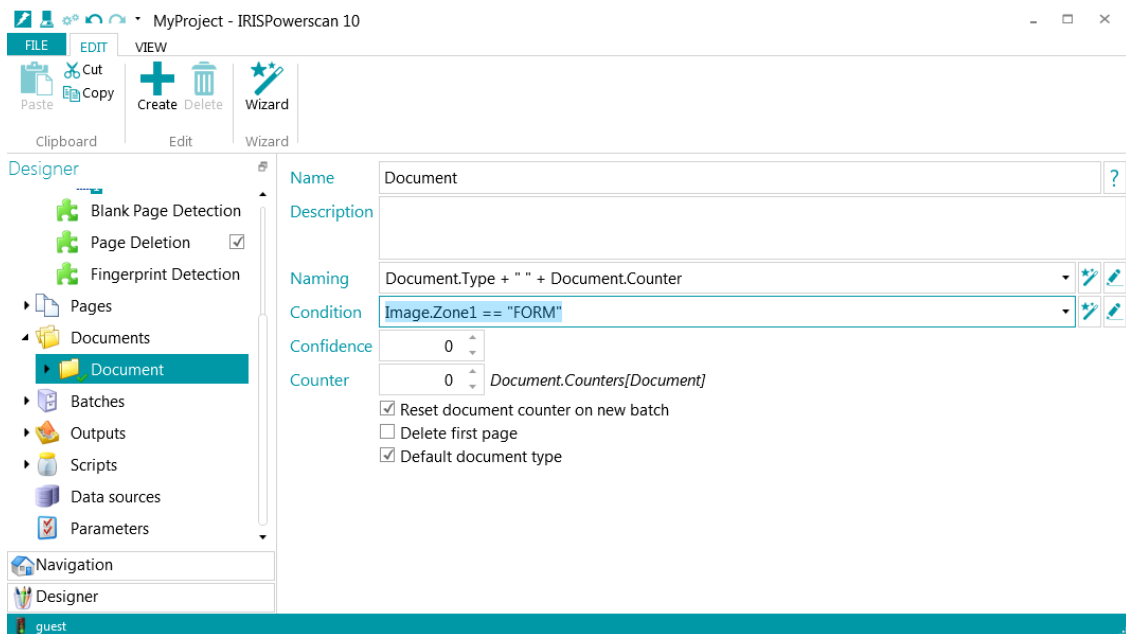 MyProject - IRISPowerscan 10
FILE EDIT VIEW
Paste
Cut
Copy
Create
Delete
Wizard
Clipboard
Edit
Wizard
Designer
Blank Page Detection
Page Deletion
Fingerprint Detection
Pages
Documents
Document
Batches
Outputs
Scripts
Data sources
Parameters
Navigation
Designer
guest
Name Document ?
Description
Naming Document.Type + " " + Document.Counter
Condition Image.Zone1 == "FORM"
Confidence 0
Counter 0 Document.Counters[Document]
Reset document counter on new batch
Delete first page
Default document type